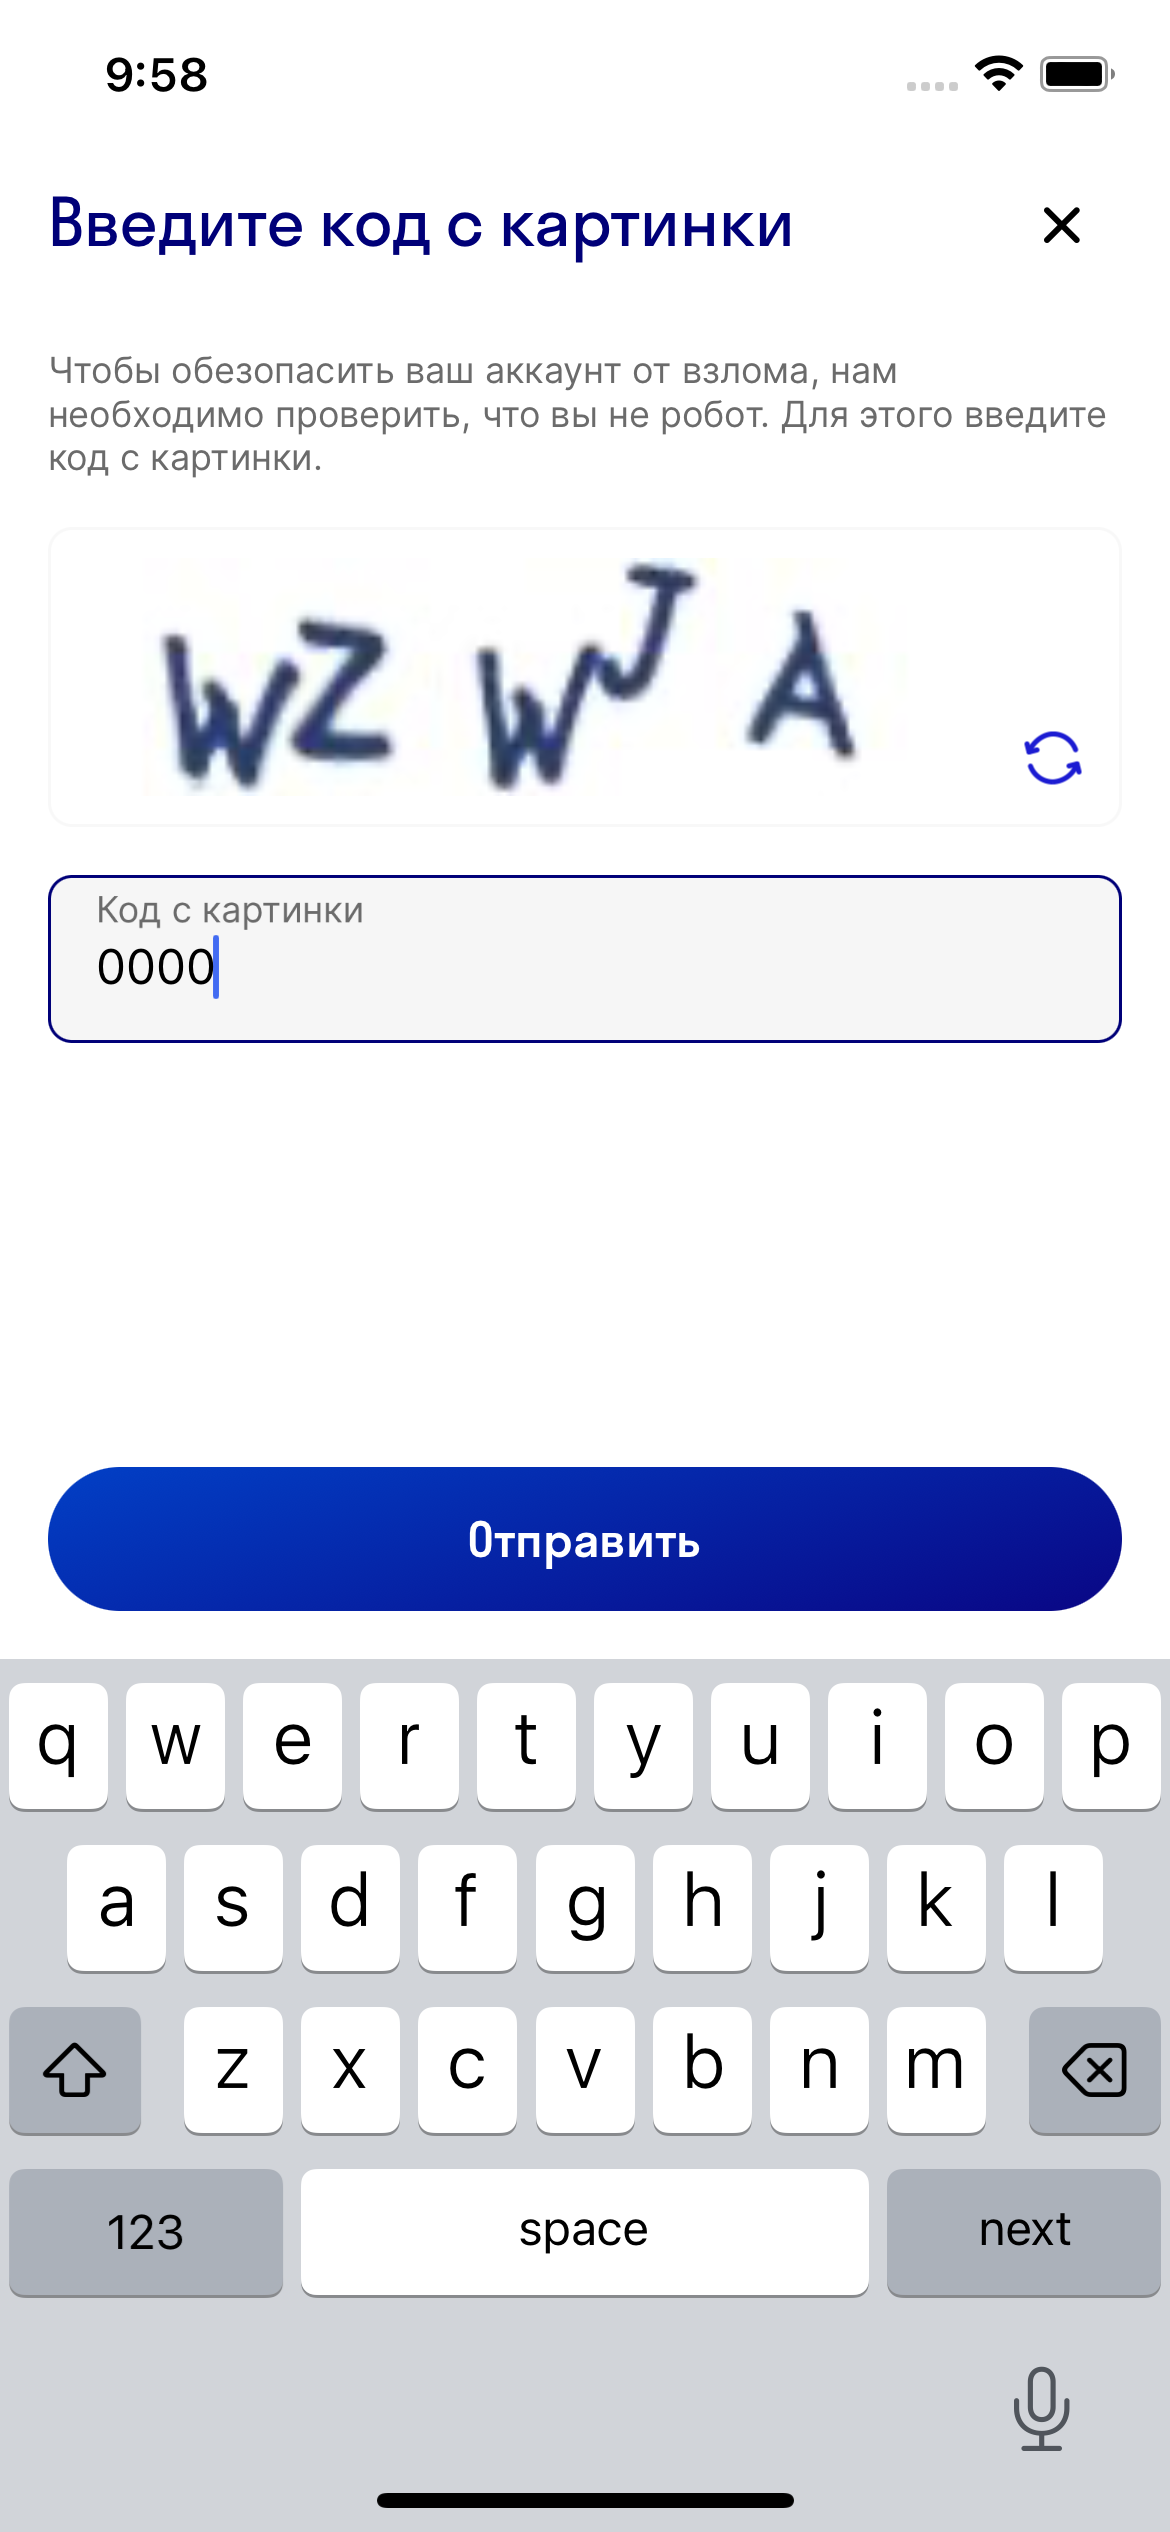 9:58
Введите код с картинки
Чтобы обезопасить ваш аккаунт от взлома, нам
необходимо проверить, что вы не робот. Для этого введите
код с картинки.
WZ WJ A
Код с картинки
0000
Отправить
q w e r t y u i o p
a s d f g h j k l
z x c v b n m
123 space next